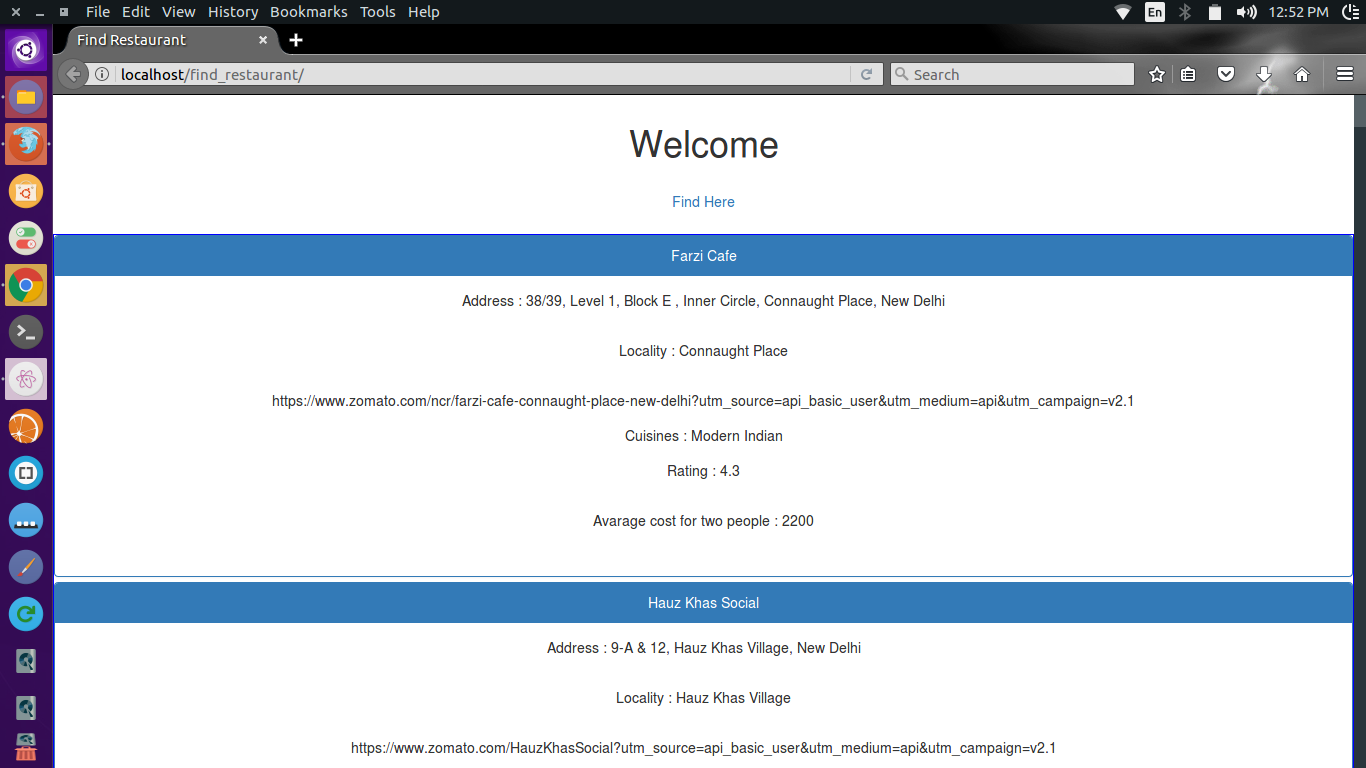 File Edit View History Bookmarks Tools Help
En
12:52 PM
Find Restaurant
localhost/find_restaurant/
Search
Welcome
Find Here
Farzi Cafe
Address : 38/39, Level 1, Block E , Inner Circle, Connaught Place, New Delhi
Locality : Connaught Place
https://www.zomato.com/ncr/farzi-cafe-connaught-place-new-delhi?utm_source=api_basic_user&utm_medium=api&utm_campaign=v2.1
Cuisines : Modern Indian
Rating : 4.3
Avarage cost for two people : 2200
Hauz Khas Social
Address : 9-A & 12, Hauz Khas Village, New Delhi
Locality : Hauz Khas Village
https://www.zomato.com/HauzKhasSocial?utm_source=api_basic_user&utm_medium=api&utm_campaign=v2.1